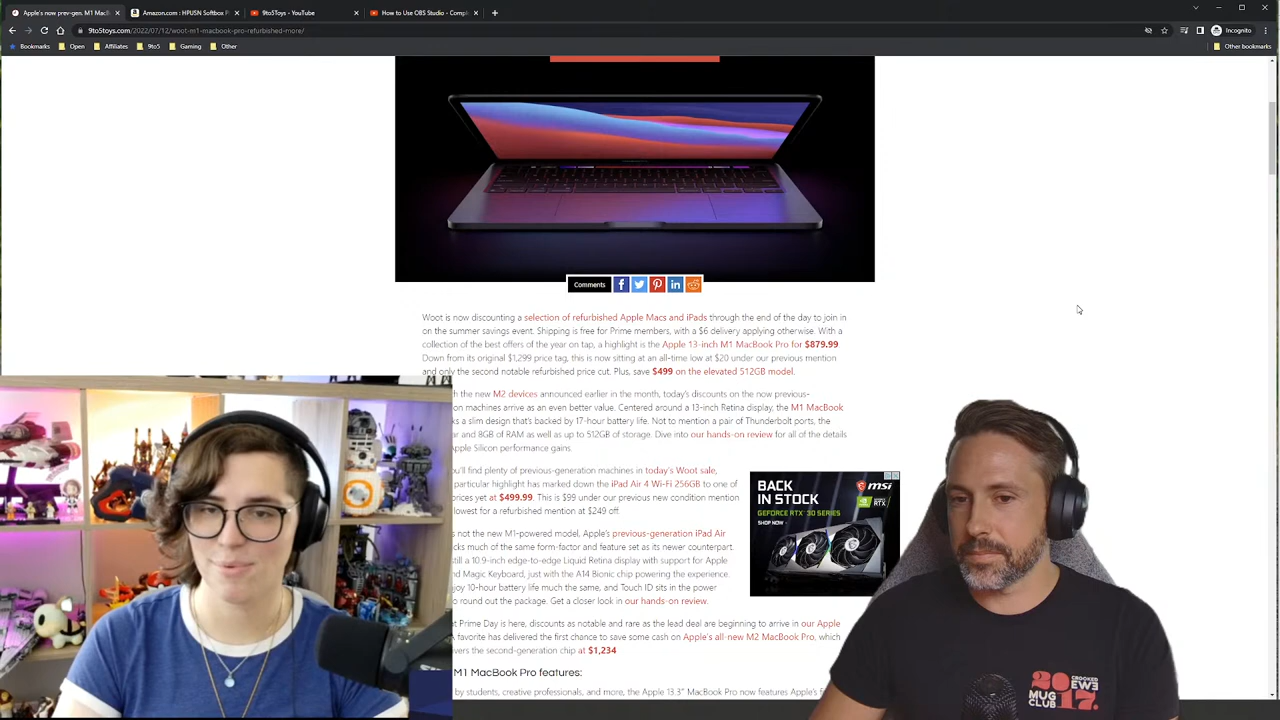 Apple's now prev-gen. M1 MacB
Amazon.com : HPUSN Softbox P
9to5Toys - YouTube
How to Use OBS Studio - Compl
9to5toys.com/2022/07/12/woot-m1-macbook-pro-refurbished-more/
Incognito
Bookmarks
Open
Affiliates
9to5
Gaming
Other
Other bookmarks
Comments
Woot is now discounting a selection of refurbished Apple Macs and iPads through the end of the day to join in
on the summer savings event. Shipping is free for Prime members, with a $6 delivery applying otherwise. With a
collection of the best offers of the year on tap, a highlight is the Apple 13-inch M1 MacBook Pro for $879.99
Down from its original $1,299 price tag, this is now sitting at an all-time low at $20 under our previous mention
and only the second notable refurbished price cut. Plus, save $499 on the elevated 512GB model.
the new M2 devices announced earlier in the month, today's discounts on the now previous-
machines arrive as an even better value. Centered around a 13-inch Retina display, the M1 MacBook
a slim design that's backed by 17-hour battery life. Not to mention a pair of Thunderbolt ports, the
and 8GB of RAM as well as up to 512GB of storage. Dive into our hands-on review for all of the details
Apple Silicon performance gains.
find plenty of previous-generation machines in today's Woot sale,
particular highlight has marked down the iPad Air 4 Wi-Fi 256GB to one of
prices yet at $499.99. This is $99 under our previous new condition mention
lowest for a refurbished mention at $249 off.
not the new M1-powered model, Apple's previous-generation iPad Air
much of the same form-factor and feature set as its newer counterpart.
still a 10.9-inch edge-to-edge Liquid Retina display with support for Apple
and Magic Keyboard, just with the A14 Bionic chip powering the experience.
10-hour battery life much the same, and Touch ID sits in the power
to round out the package. Get a closer look in our hands-on review.
Prime Day is here, discounts as notable and rare as the lead deal are beginning to arrive in our Apple
favorite has delivered the first chance to save some cash on Apple's all-new M2 MacBook Pro, which
the second-generation chip at $1,234
M1 MacBook Pro features:
by students, creative professionals, and more, the Apple 13.3" MacBook Pro now features Apple's
BACK
IN STOCK
GEFORCE RTX™ 30 SERIES
SHOP NOW
msi
20
17.
CROOKED
EWE
MUG
CLUB